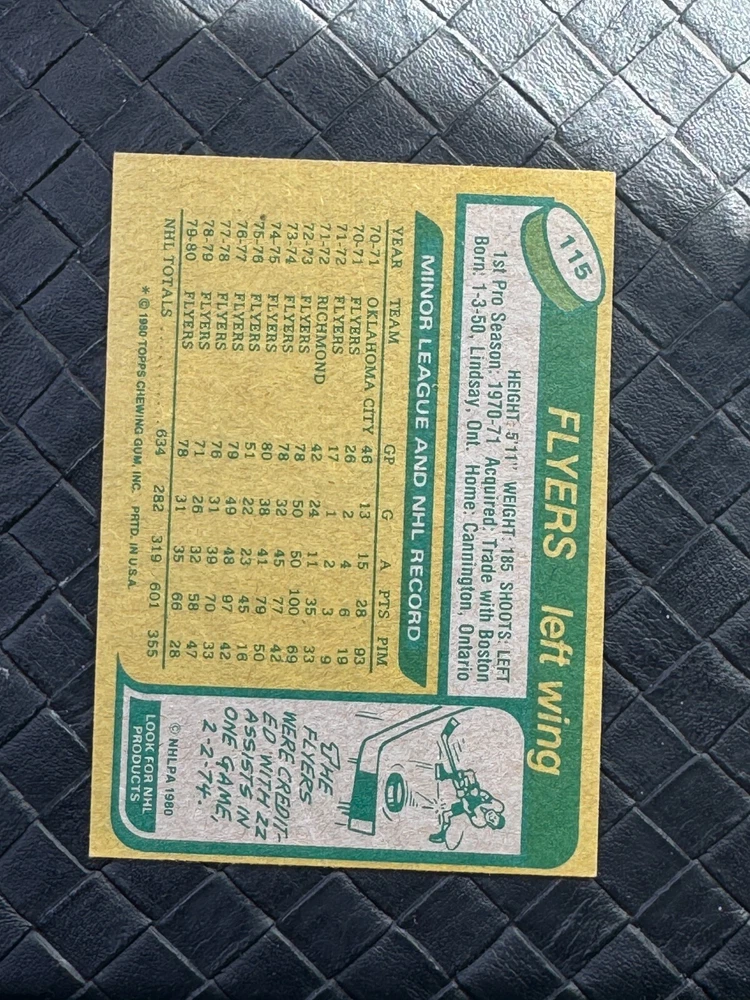 115
FLYERS left wing
HEIGHT: 5'11" WEIGHT: 185 SHOOTS: LEFT
1st Pro Season: 1970-71 Acquired: Trade with Boston
Born: 1-3-50, Lindsay, Ont. Home: Cannington, Ontario
MINOR LEAGUE AND NHL RECORD
YEAR TEAM GP G A PTS PIM
70-71 OKLAHOMA CITY 46 13 15 28 93
70-71 FLYERS 26 2 4 6 19
71-72 FLYERS 17 1 2 3 9
71-72 RICHMOND 42 24 11 35 33
72-73 FLYERS 78 50 50 100 69
73-74 FLYERS 78 32 45 77 42
74-75 FLYERS 80 38 41 79 50
75-76 FLYERS 51 22 23 45 16
76-77 FLYERS 79 49 48 97 42
77-78 FLYERS 76 31 39 70 33
78-79 FLYERS 71 26 32 58 47
79-80 FLYERS 78 31 35 66 28
NHL TOTALS ......... 634 282 319 601 355
* © 1980 TOPPS CHEWING GUM, INC. PRTD. IN U.S.A.
THE
FLYERS
WERE CREDIT-
ED WITH 22
ASSISTS IN
ONE GAME,
2-2-74.
© NHLPA 1980
LOOK FOR NHL
PRODUCTS